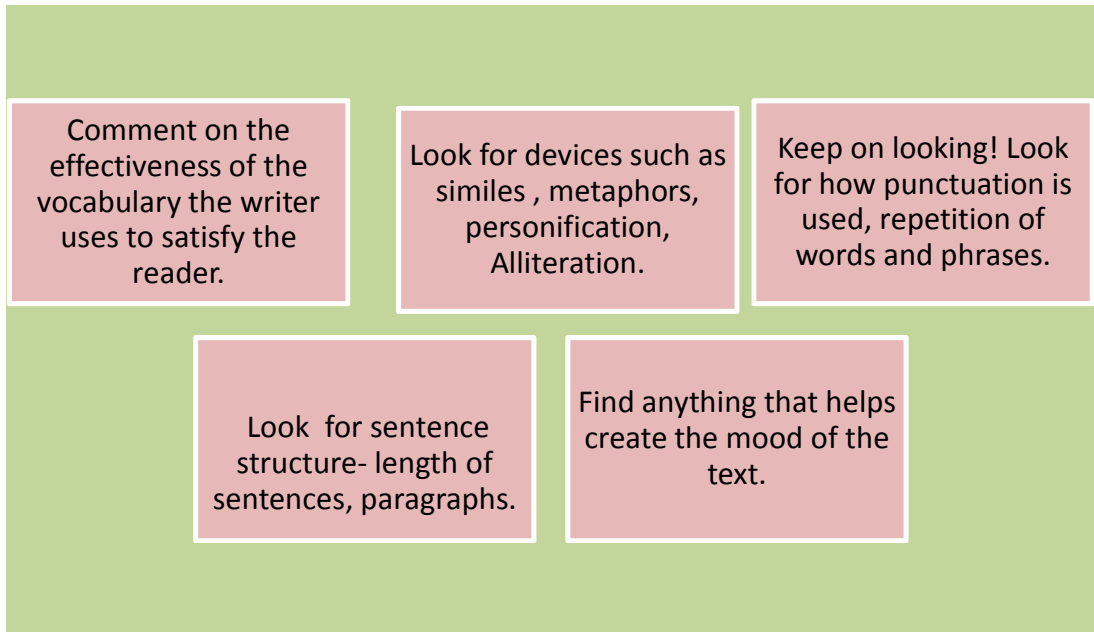 Comment on the
effectiveness of the
vocabulary the writer
uses to satisfy the
reader.
Look for devices such as
similes , metaphors,
personification,
Alliteration.
Keep on looking! Look
for how punctuation is
used, repetition of
words and phrases.
Look  for sentence
structure- length of
sentences, paragraphs.
Find anything that helps
create the mood of the
text.